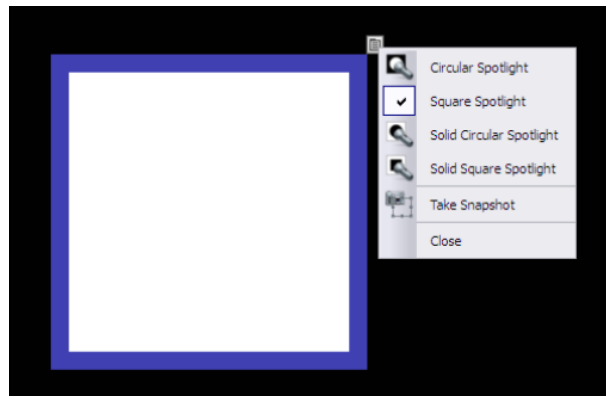 Circular Spotlight
Square Spotlight
Solid Circular Spotlight
Solid Square Spotlight
Take Snapshot
Close